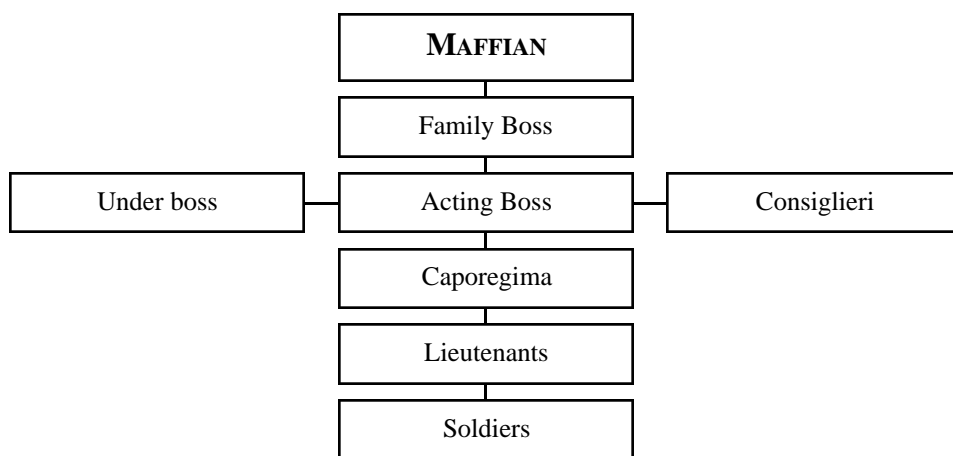 MAFFIAN
Family Boss
Under boss
Acting Boss
Consiglieri
Caporegima
Lieutenants
Soldiers